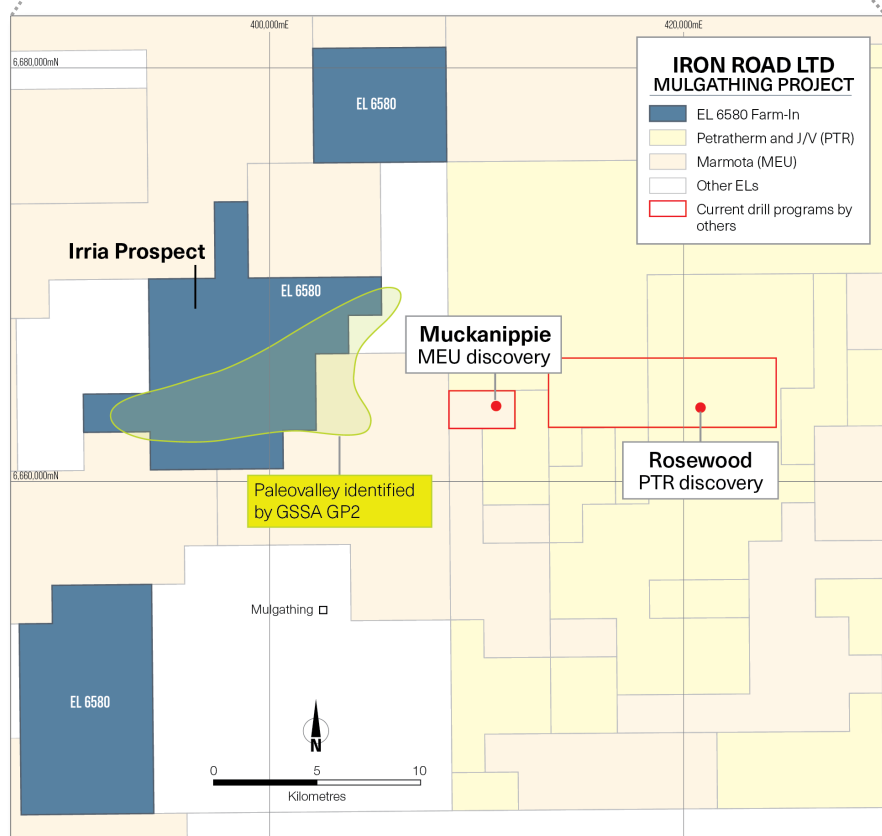 400,000mE
420,000mE
6,680,000mN
IRON ROAD LTD
MULGATHING PROJECT
EL 6580 Farm-In
Petratherm and J/V (PTR)
Marmota (MEU)
Other ELs
Current drill programs by
others
EL 6580
Irria Prospect
EL 6580
Muckanippie
MEU discovery
Rosewood
PTR discovery
6,660,000mN
Paleovalley identified
by GSSA GP2
Mulgathing
EL 6580
N
0
5
10
Kilometres